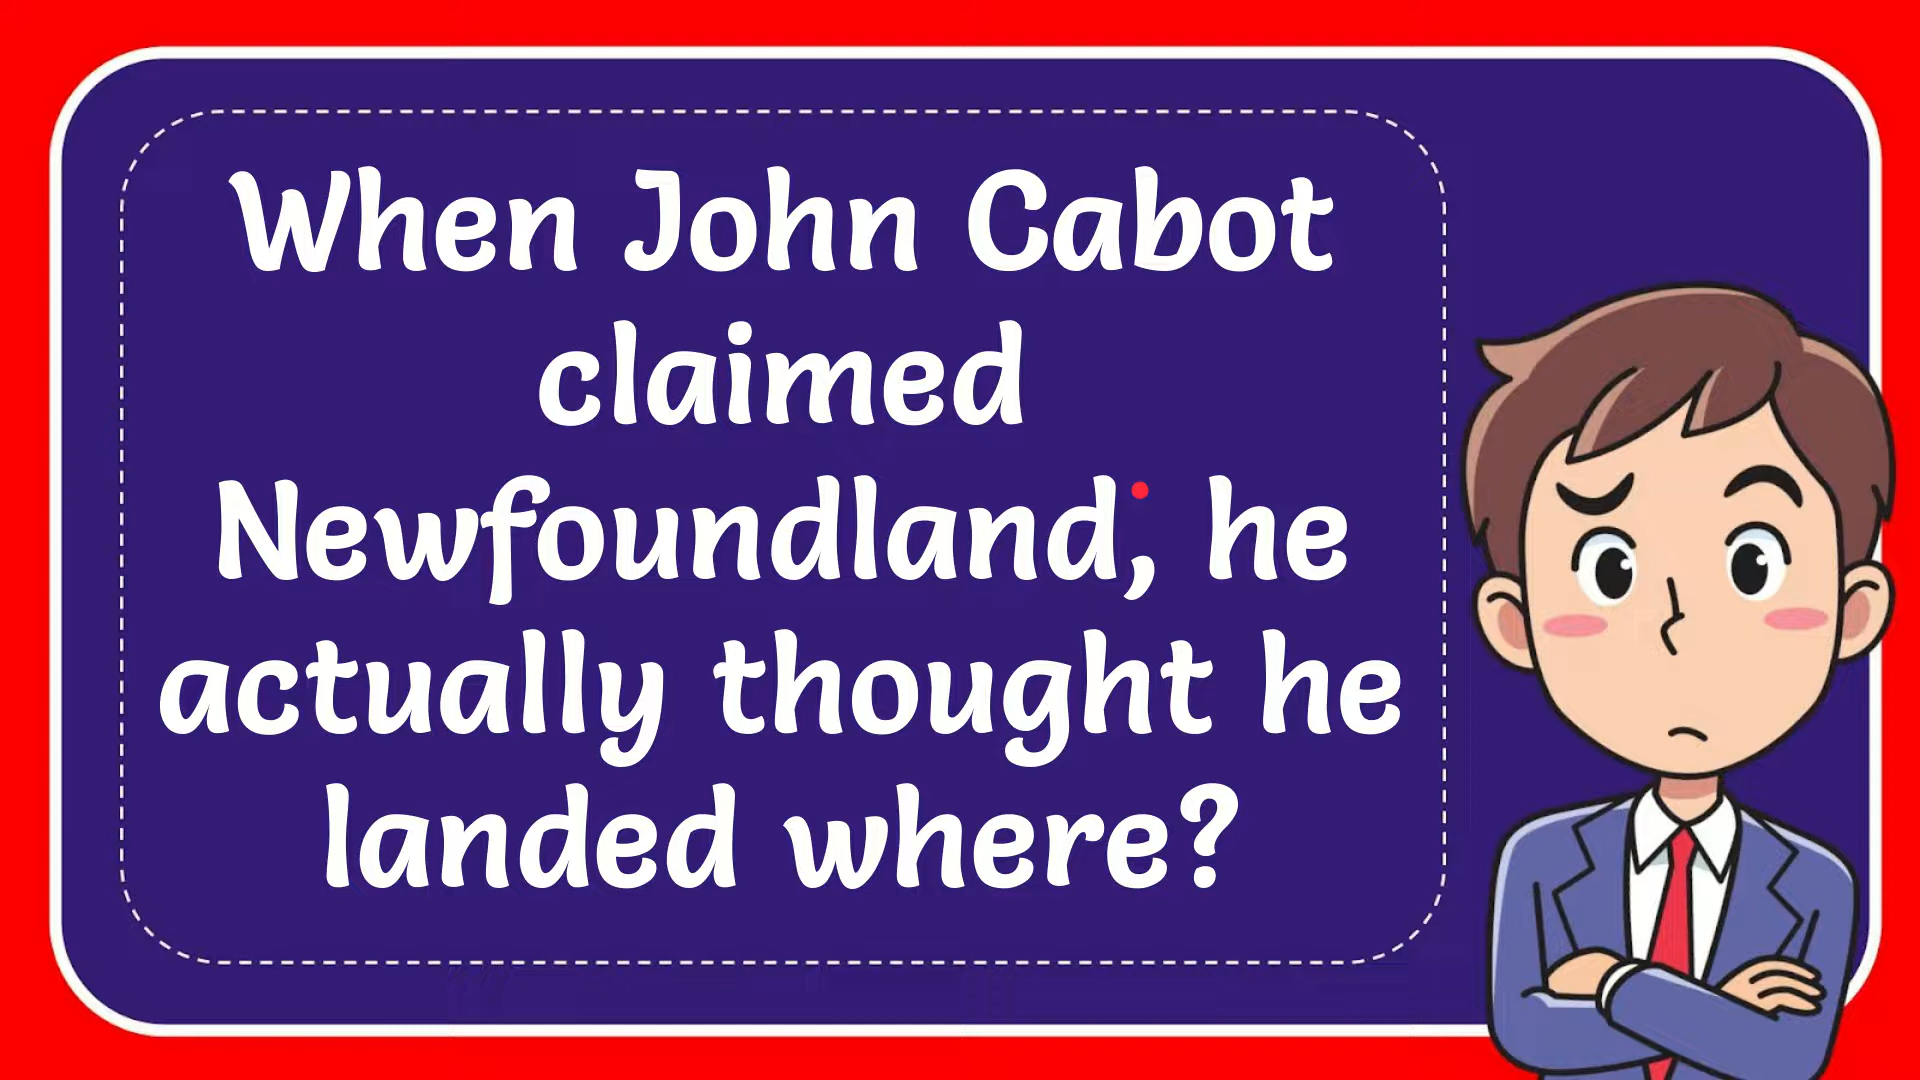 When John Cabot
claimed
Newfoundland, he
actually thought he
landed where?